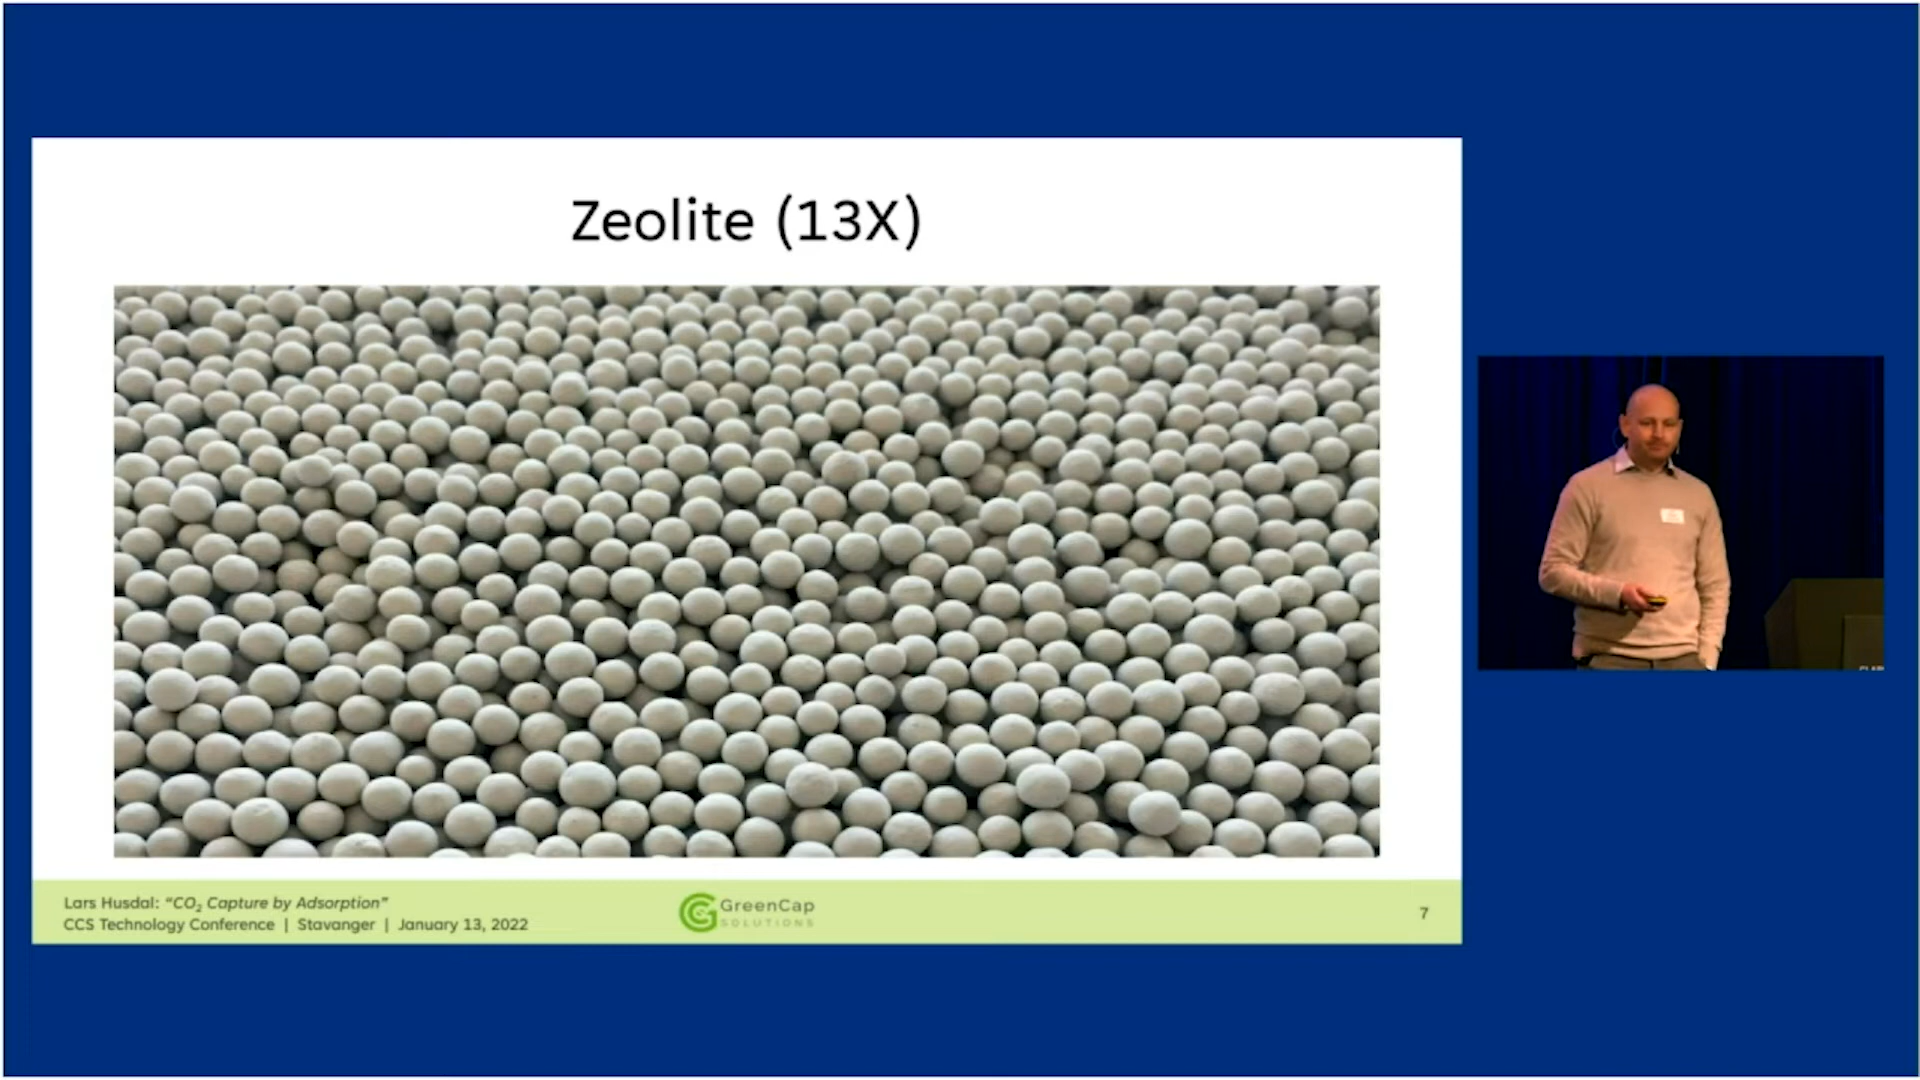 Zeolite (13X)
Lars Husdal: “CO₂ Capture by Adsorption”
CCS Technology Conference | Stavanger | January 13, 2022
GreenCap
SOLUTIONS
7